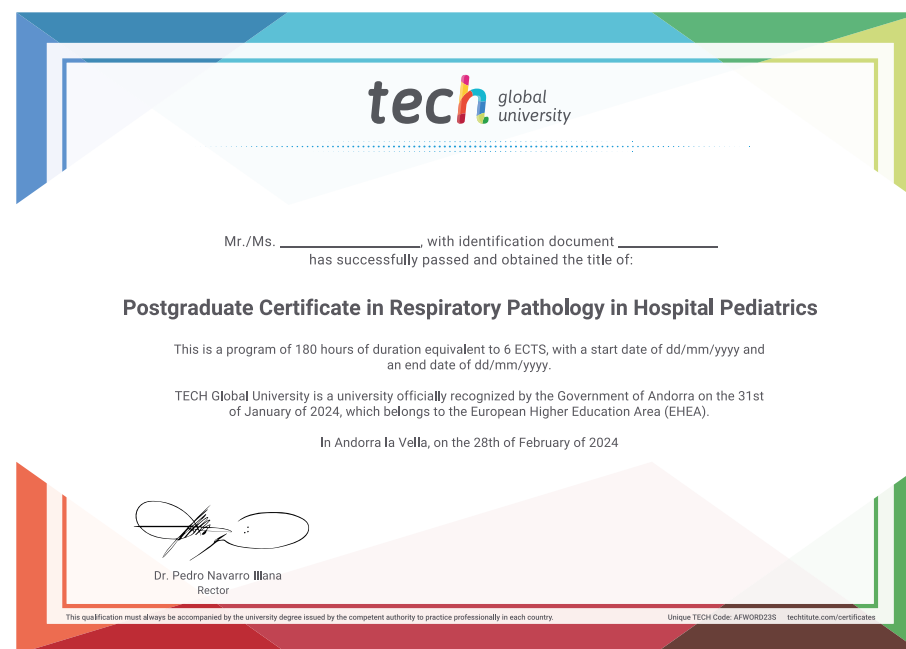 tech global university
Mr./Ms. ____________, with identification document ____________
has successfully passed and obtained the title of:
Postgraduate Certificate in Respiratory Pathology in Hospital Pediatrics
This is a program of 180 hours of duration equivalent to 6 ECTS, with a start date of dd/mm/yyyy and
an end date of dd/mm/yyyy.
TECH Global University is a university officially recognized by the Government of Andorra on the 31st
of January of 2024, which belongs to the European Higher Education Area (EHEA).
In Andorra la Vella, on the 28th of February of 2024
Dr. Pedro Navarro Illana
Rector
This qualification must always be accompanied by the university degree issued by the competent authority to practice professionally in each country.
Unique TECH Code: AFWORD23S techtitute.com/certificates